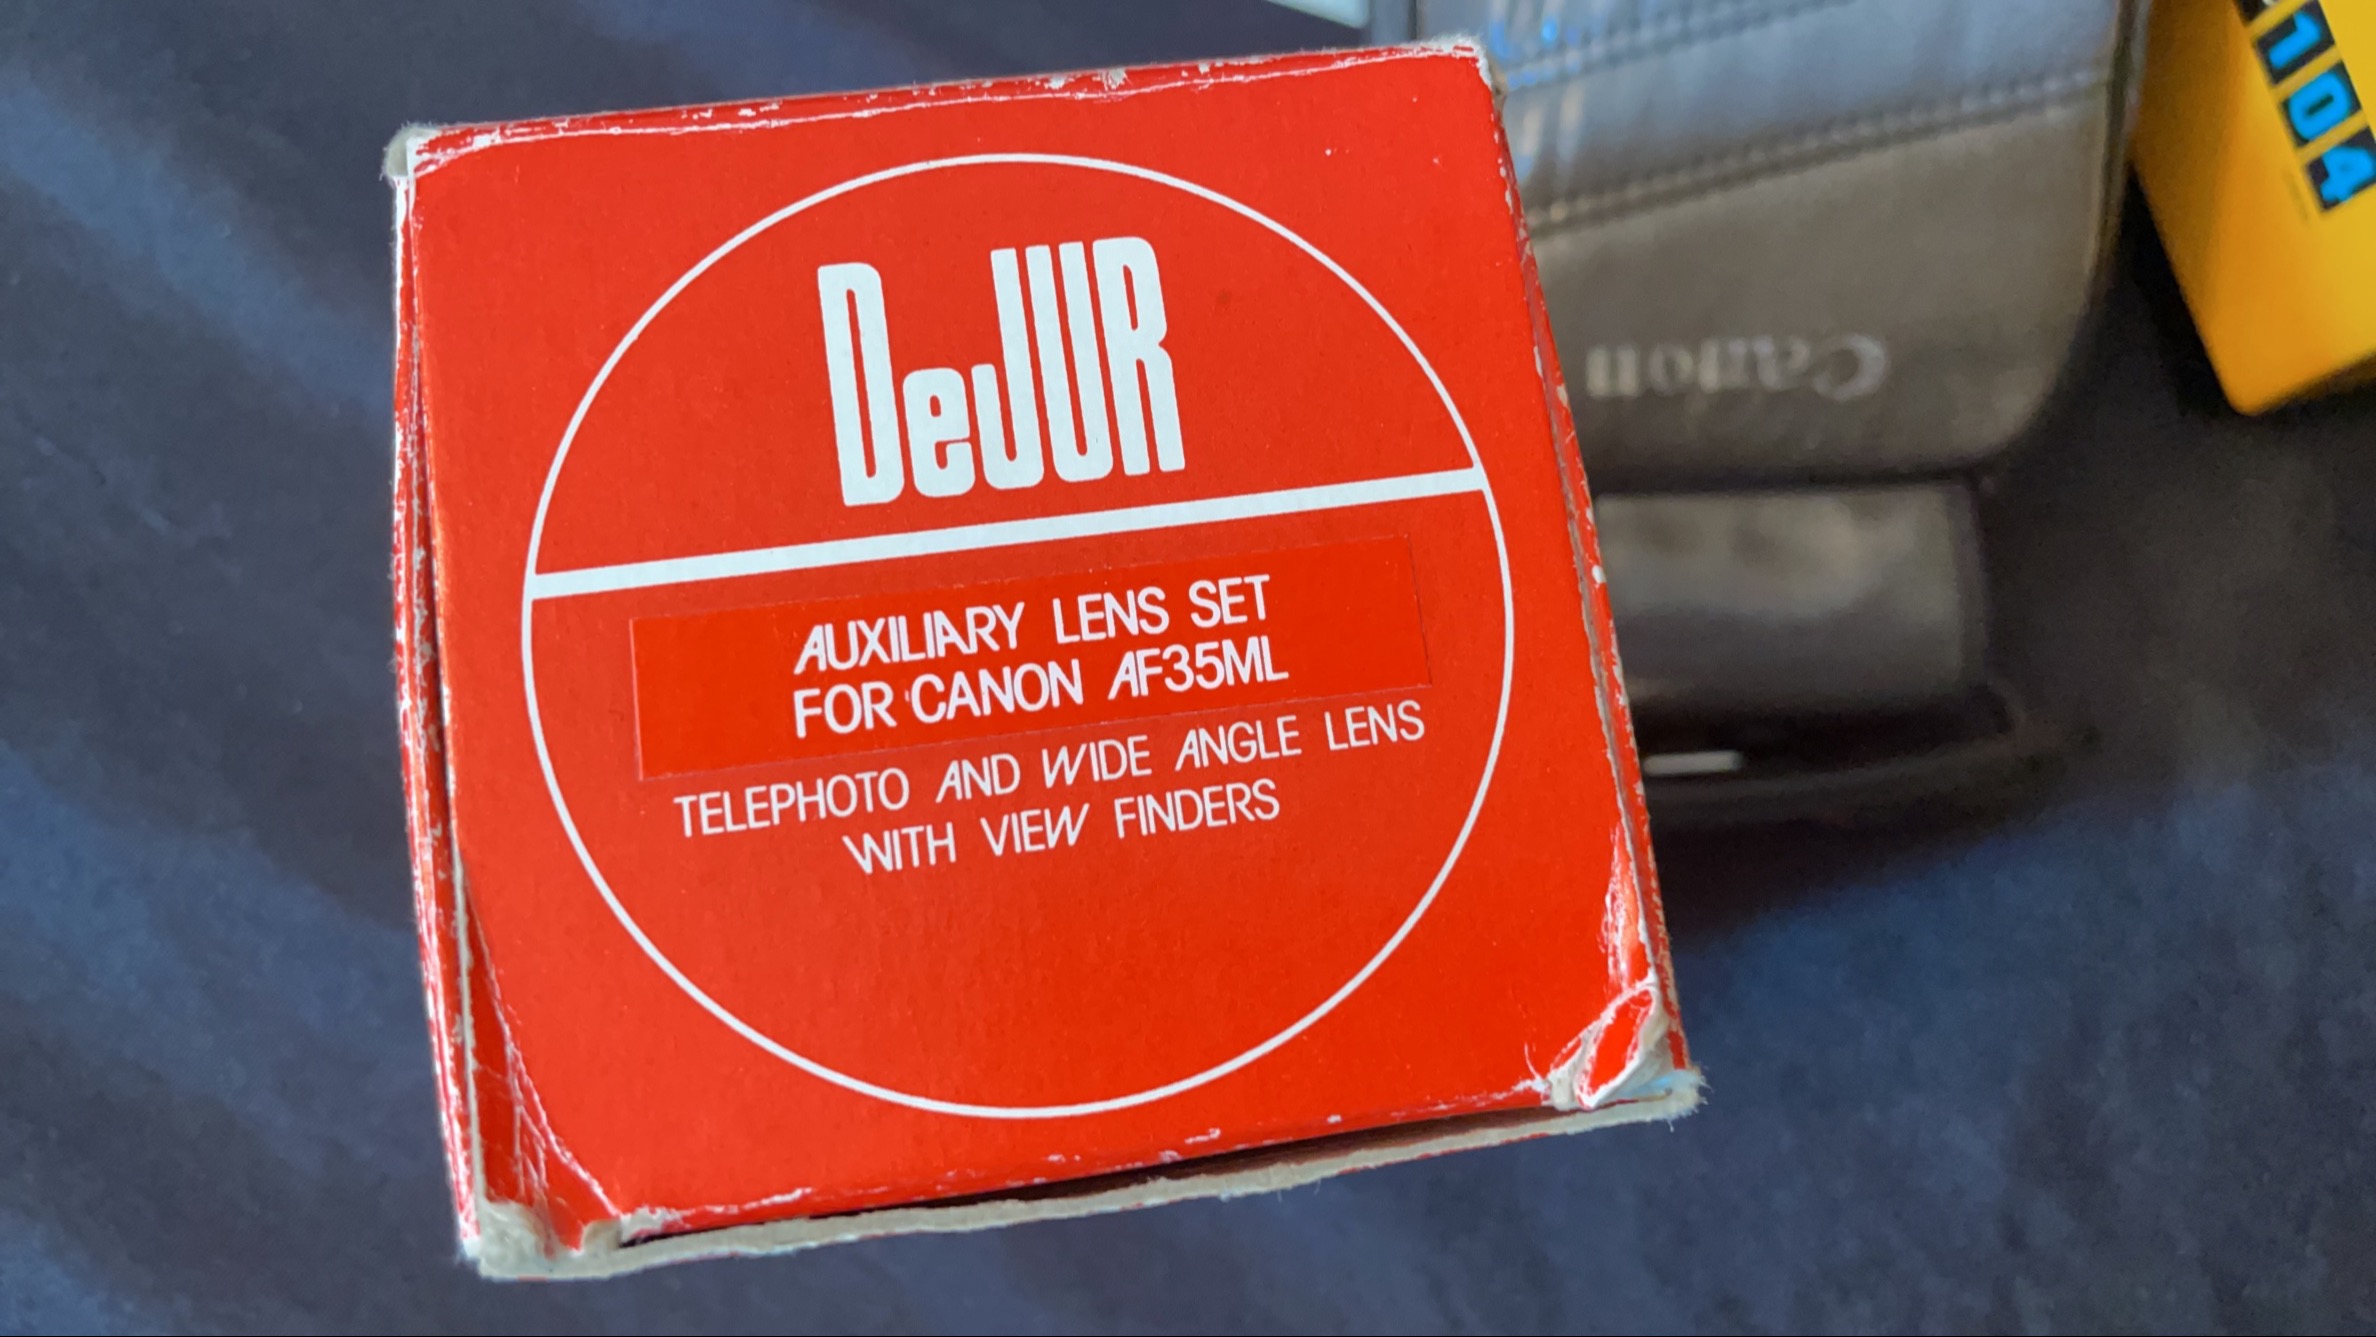 DeJUR
AUXILIARY LENS SET
FOR CANON AF35ML
TELEPHOTO AND WIDE ANGLE LENS
WITH VIEW FINDERS
Canon
104